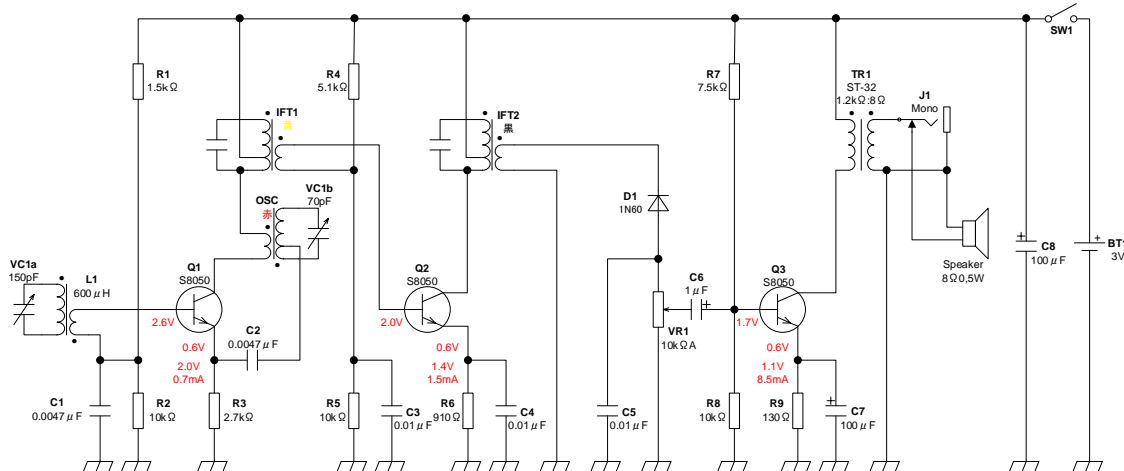 SW1
R1
1.5kΩ
R4
5.1kΩ
R7
7.5kΩ
TR1
ST-32
1.2kΩ:8Ω
J1
Mono
IFT1
黄
IFT2
黒
OSC
赤
VC1b
70pF
D1
1N60
VC1a
150pF
L1
600μH
Q1
S8050
Q2
S8050
C6
1μF
Q3
S8050
Speaker
8Ω0,5W
C8
100μF
BT1
3V
2.6V
0.6V
2.0V
0.7mA
C2
0.0047μF
2.0V
0.6V
1.4V
1.5mA
VR1
10kΩA
1.7V
0.6V
1.1V
8.5mA
C1
0.0047μF
R2
10kΩ
R3
2.7kΩ
R5
10kΩ
C3
0.01μF
R6
910Ω
C4
0.01μF
C5
0.01μF
R8
10kΩ
R9
130Ω
C7
100μF